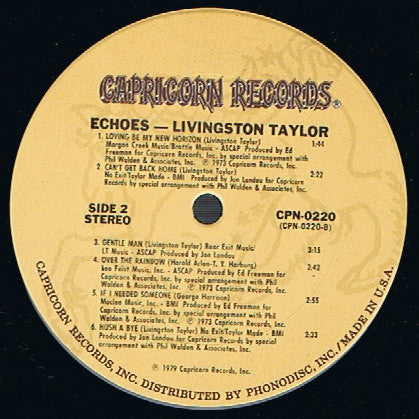 CAPRICORN RECORDS®
ECHOES — LIVINGSTON TAYLOR
1. LOVING BE MY NEW HORIZON (Livingston Taylor) 1:44
Morgan Creek Music/Brattle Music - ASCAP Produced by Ed
Freeman for Capricorn Records, Inc. by special arrangement with
Phil Walden & Associates, Inc. ℗ 1973 Capricorn Records, Inc.
2. CAN'T GET BACK HOME (Livingston Taylor) 2:22
No Exit/Taylor Made - BMI Produced by Jon Landau for Capricorn
Records, Inc. by special arrangement with Phil Walden & Associates, Inc.
SIDE 2
STEREO
CPN-0220
(CPN-0220-B)
3. GENTLE MAN (Livingston Taylor) Rear Exit Music/ 3:15
LT Music - ASCAP Produced by Jon Landau
4. OVER THE RAINBOW (Harold Arlen-T. Y. Harburg) 2:42
Leo Feist Music, Inc. - ASCAP Produced by Ed Freeman for
Capricorn Records, Inc. by special arrangement with Phil Walden &
Associates, Inc. ℗ 1973 Capricorn Records, Inc.
5. IF I NEEDED SOMEONE (George Harrison) 2:55
Maclen Music, Inc. - BMI Produced by Ed Freeman for
Capricorn Records, Inc. by special arrangement with Phil Walden
& Associates, Inc. ℗ 1973 Capricorn Records, Inc.
6. HUSH A BYE (Livingston Taylor) No Exit/Taylor Made - BMI 2:33
Produced by Jon Landau for Capricorn Records, Inc. by special
arrangement with Phil Walden & Associates, Inc.
℗ 1979 Capricorn Records, Inc.
CAPRICORN RECORDS, INC. DISTRIBUTED BY PHONODISC, INC./MADE IN U.S.A.